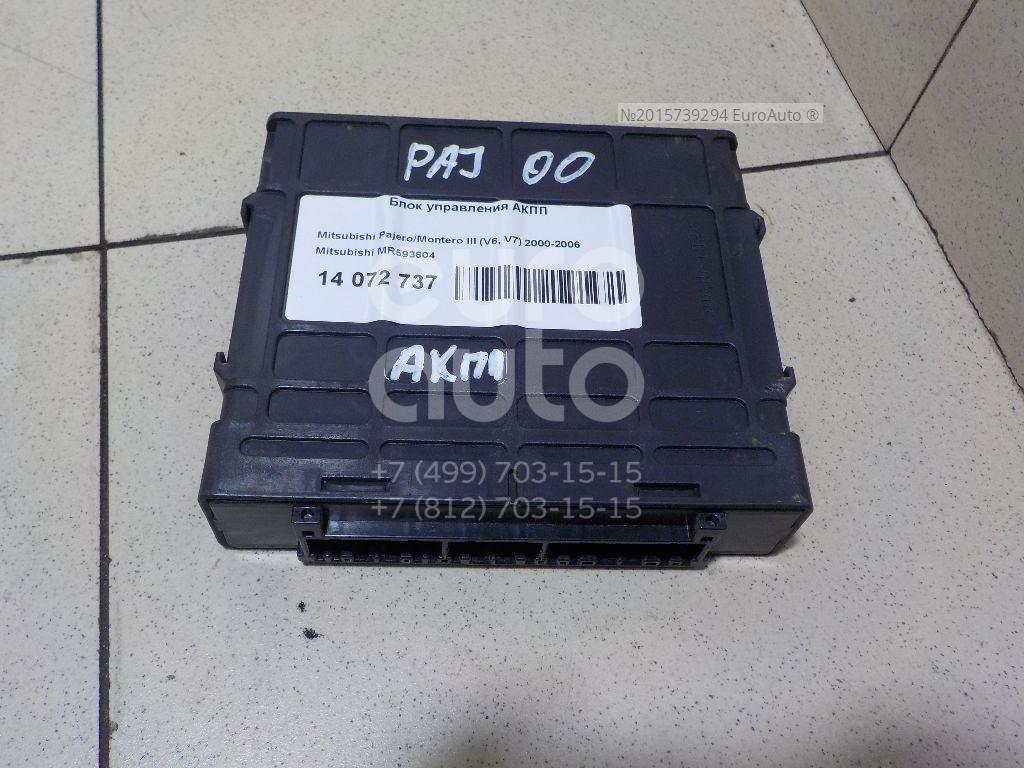 №2015739294 EuroAuto ®
PAJ 00
Блок управления АКПП
Mitsubishi Pajero/Montero III (V6, V7) 2000-2006
Mitsubishi MR593604
14 072 737
euro
auto
АКПП
+7 (499) 703-15-15
+7 (812) 703-15-15